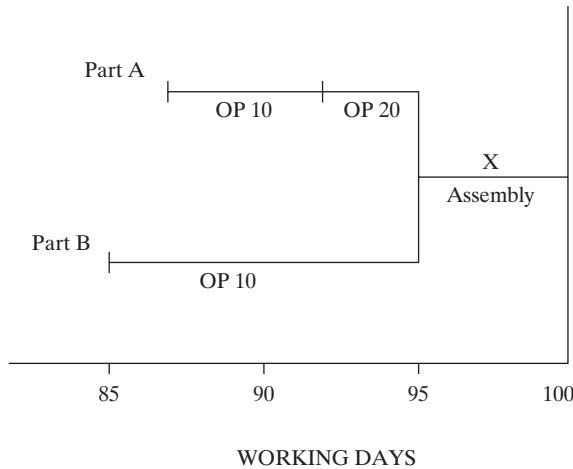 Part A
OP 10 OP 20
X
Assembly
Part B
OP 10
85 90 95 100
WORKING DAYS